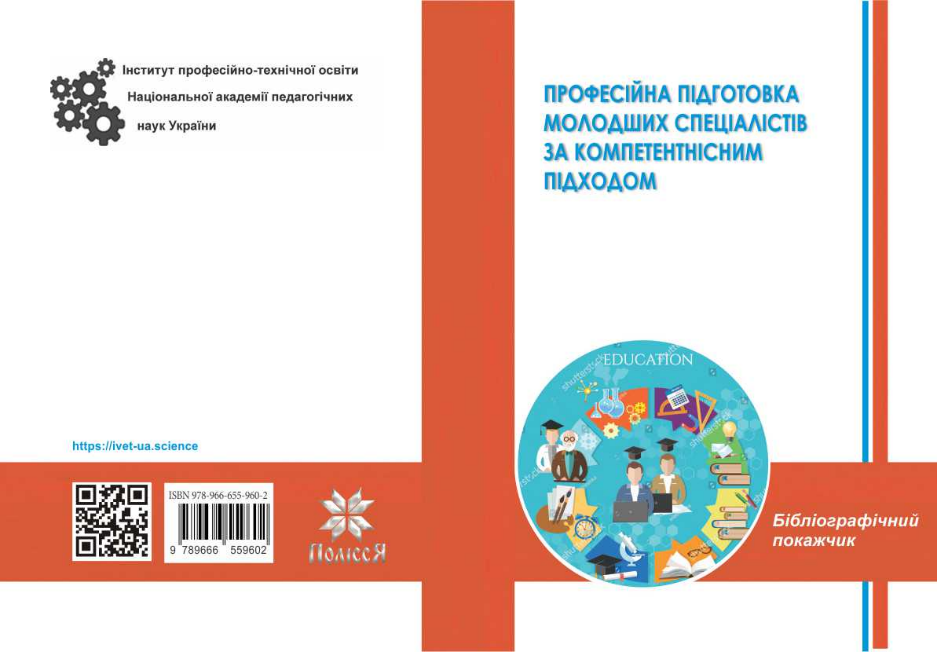 Інститут професійно-технічної освіти
Національної академії педагогічних
наук України
https://ivet-ua.science
ISBN 978-966-655-960-2
9 789666 559602
ПОЛІССЯ
ПРОФЕСІЙНА ПІДГОТОВКА
МОЛОДШИХ СПЕЦІАЛІСТІВ
ЗА КОМПЕТЕНТНІСНИМ
ПІДХОДОМ
EDUCATION
shutterstock
Бібліографічний
покажчик